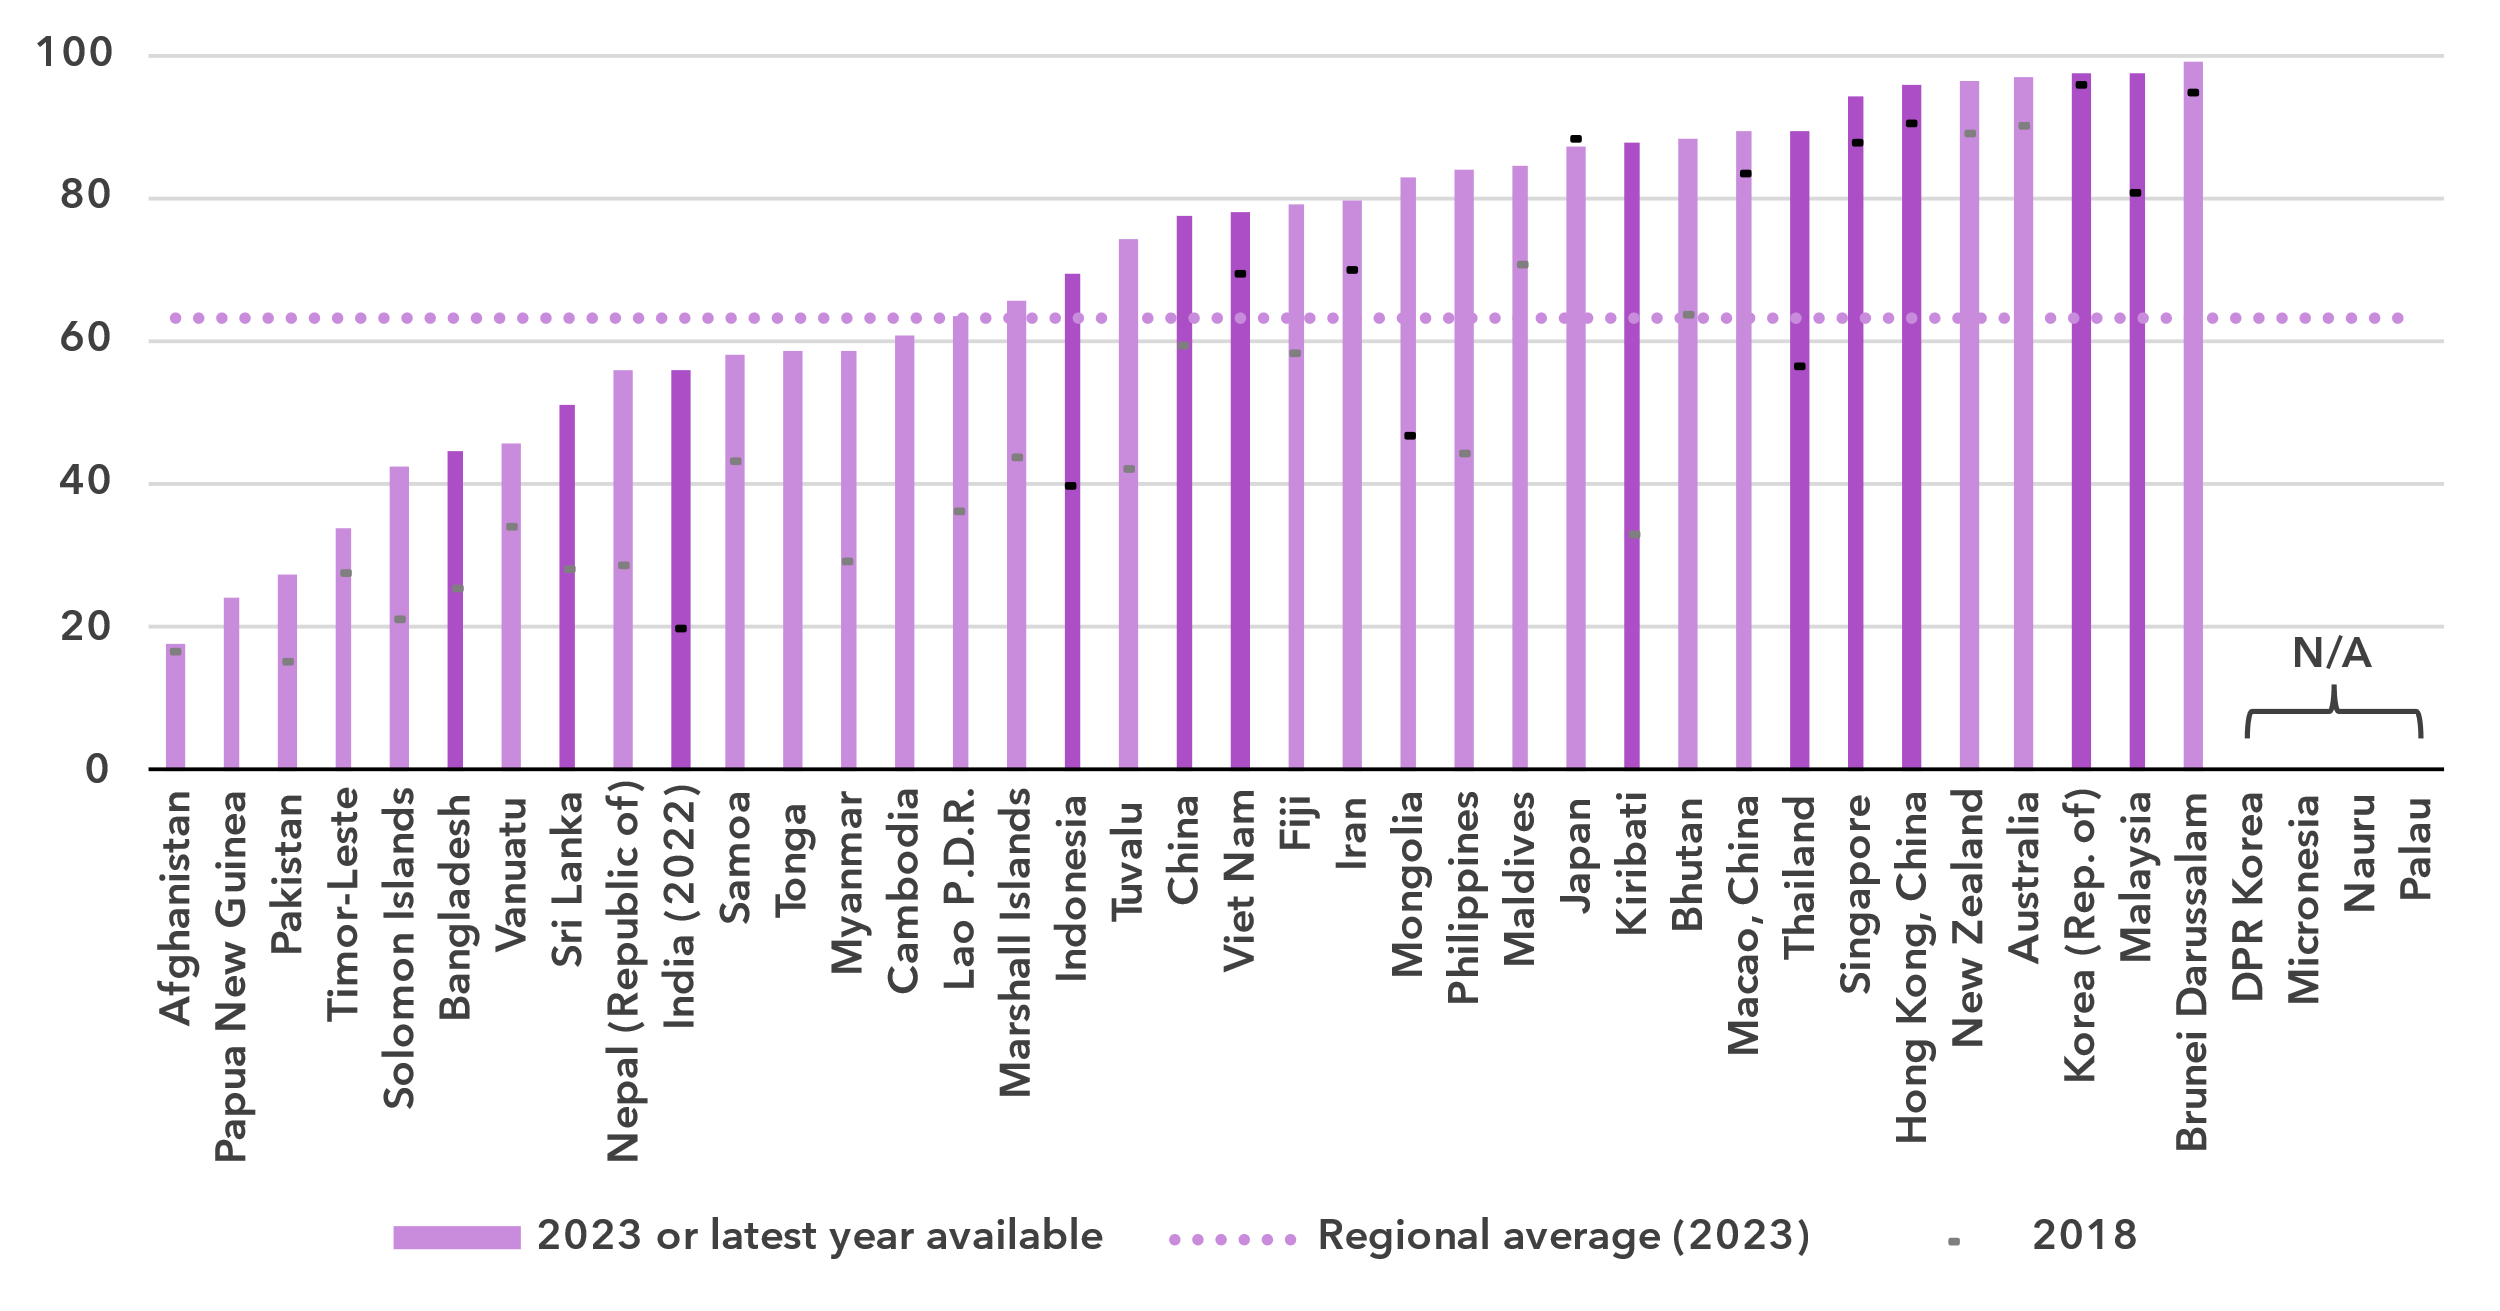 100
80
60
40
20
0
N/A
Afghanistan
Papua New Guinea
Pakistan
Timor-Leste
Solomon Islands
Bangladesh
Vanuatu
Sri Lanka
Nepal (Republic of)
India (2022)
Samoa
Tonga
Myanmar
Cambodia
Lao P.D.R.
Marshall Islands
Indonesia
Tuvalu
China
Viet Nam
Fiji
Iran
Mongolia
Philippines
Maldives
Japan
Kiribati
Bhutan
Macao, China
Thailand
Singapore
Hong Kong, China
New Zealand
Australia
Korea (Rep. of)
Malaysia
Brunei Darussalam
DPR Korea
Micronesia
Nauru
Palau
2023 or latest year available
Regional average (2023)
2018